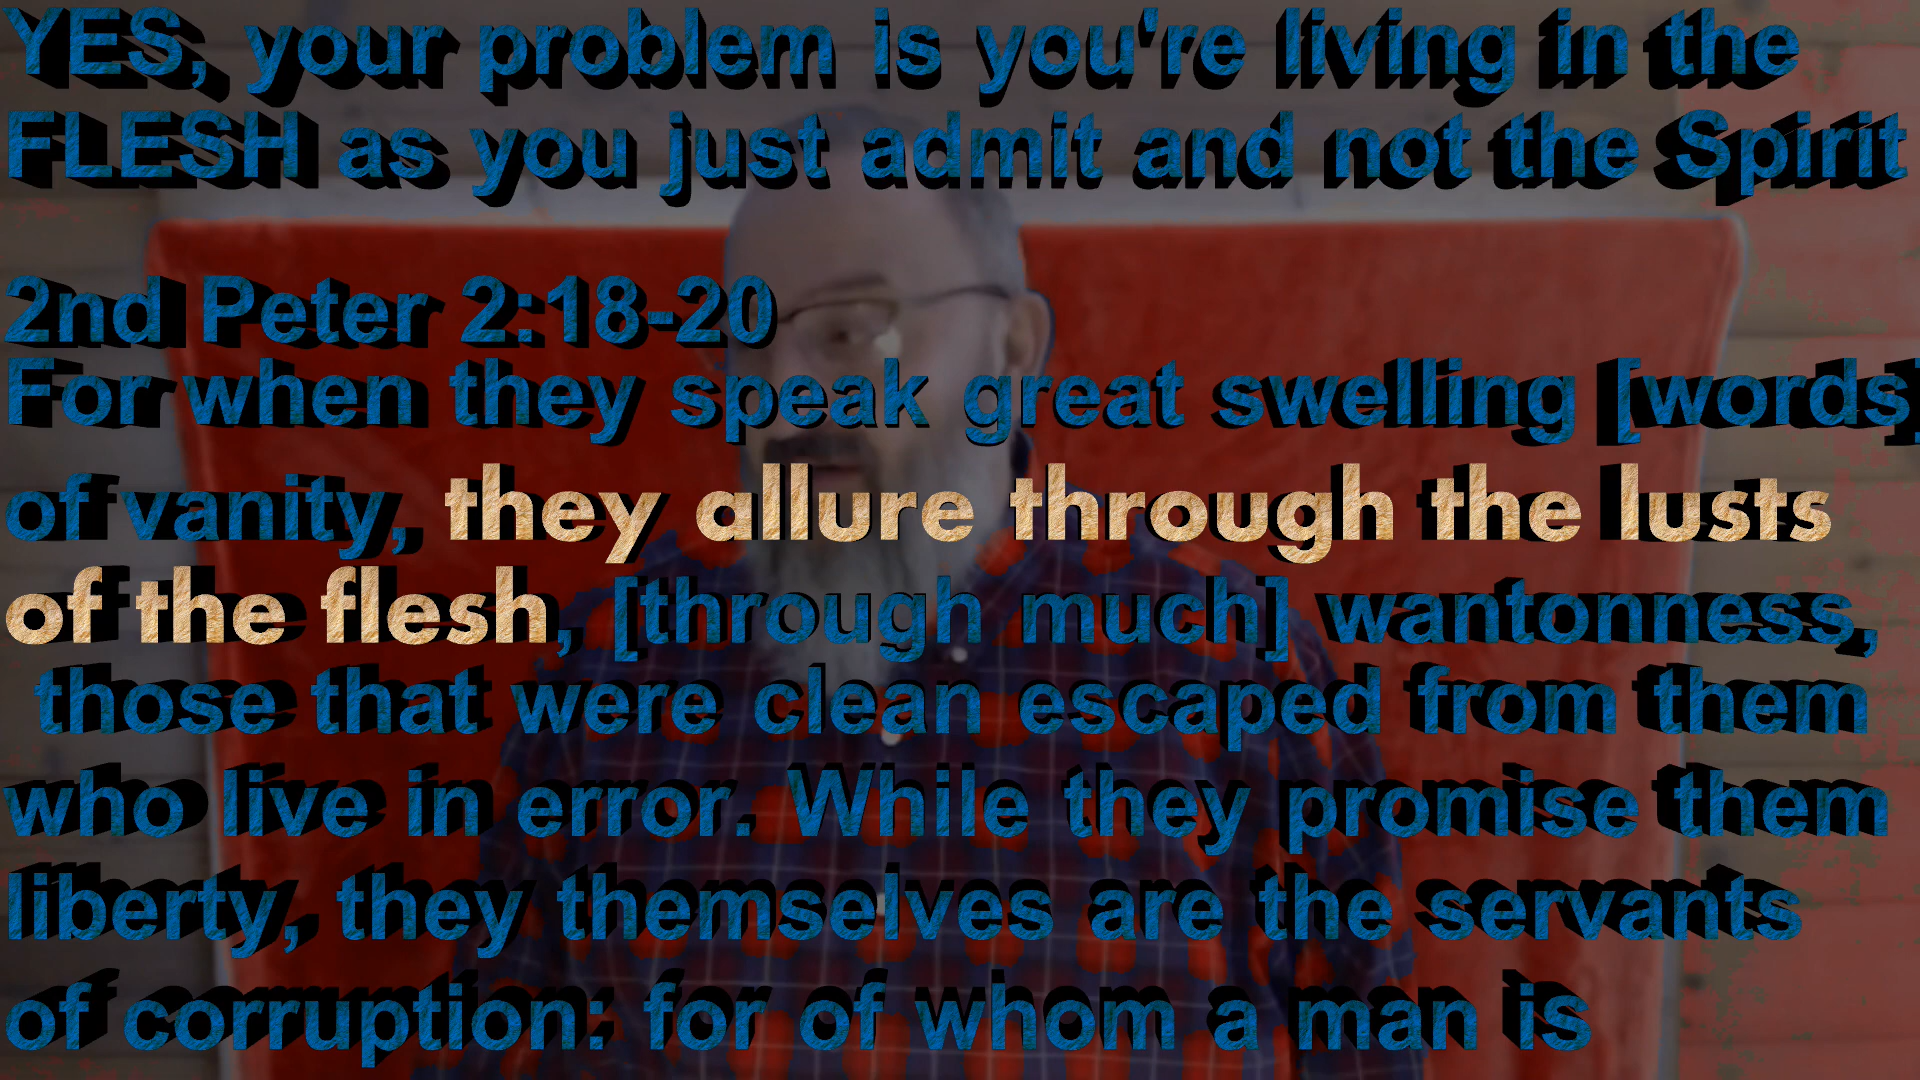 YES, your problem is you're living in the
FLESH as you just admit and not the Spirit
2nd Peter 2:18-20
For when they speak great swelling [words]
of vanity, they allure through the lusts
of the flesh, [through much] wantonness,
those that were clean escaped from them
who live in error. While they promise them
liberty, they themselves are the servants
of corruption: for of whom a man is